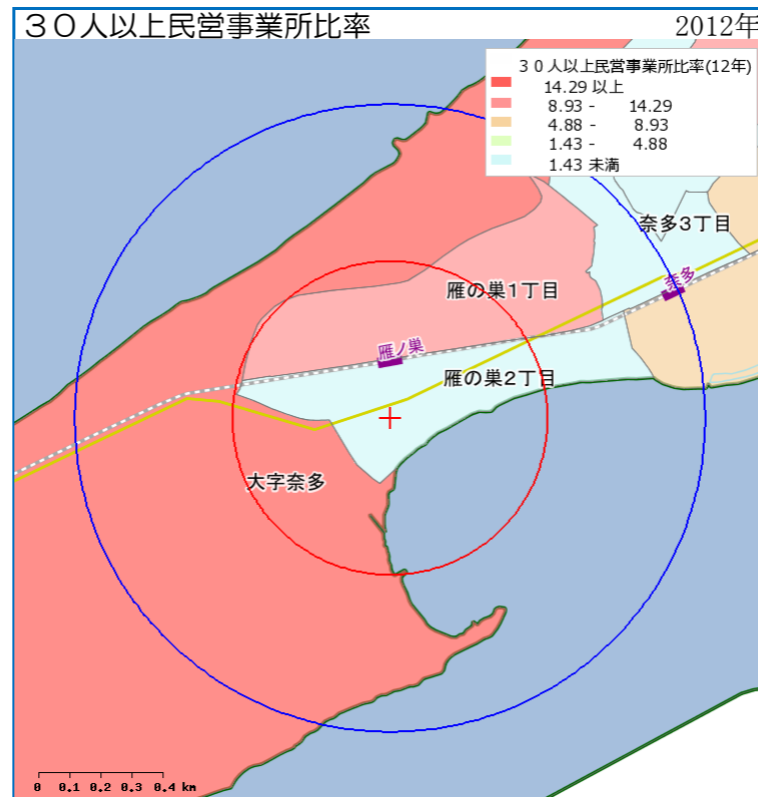 ３０人以上民営事業所比率
2012年
３０人以上民営事業所比率(12年)
14.29 以上
8.93 - 14.29
4.88 - 8.93
1.43 - 4.88
1.43 未満
奈多3丁目
奈多
雁の巣1丁目
雁ノ巣
雁の巣2丁目
大字奈多
0 0.1 0.2 0.3 0.4 km